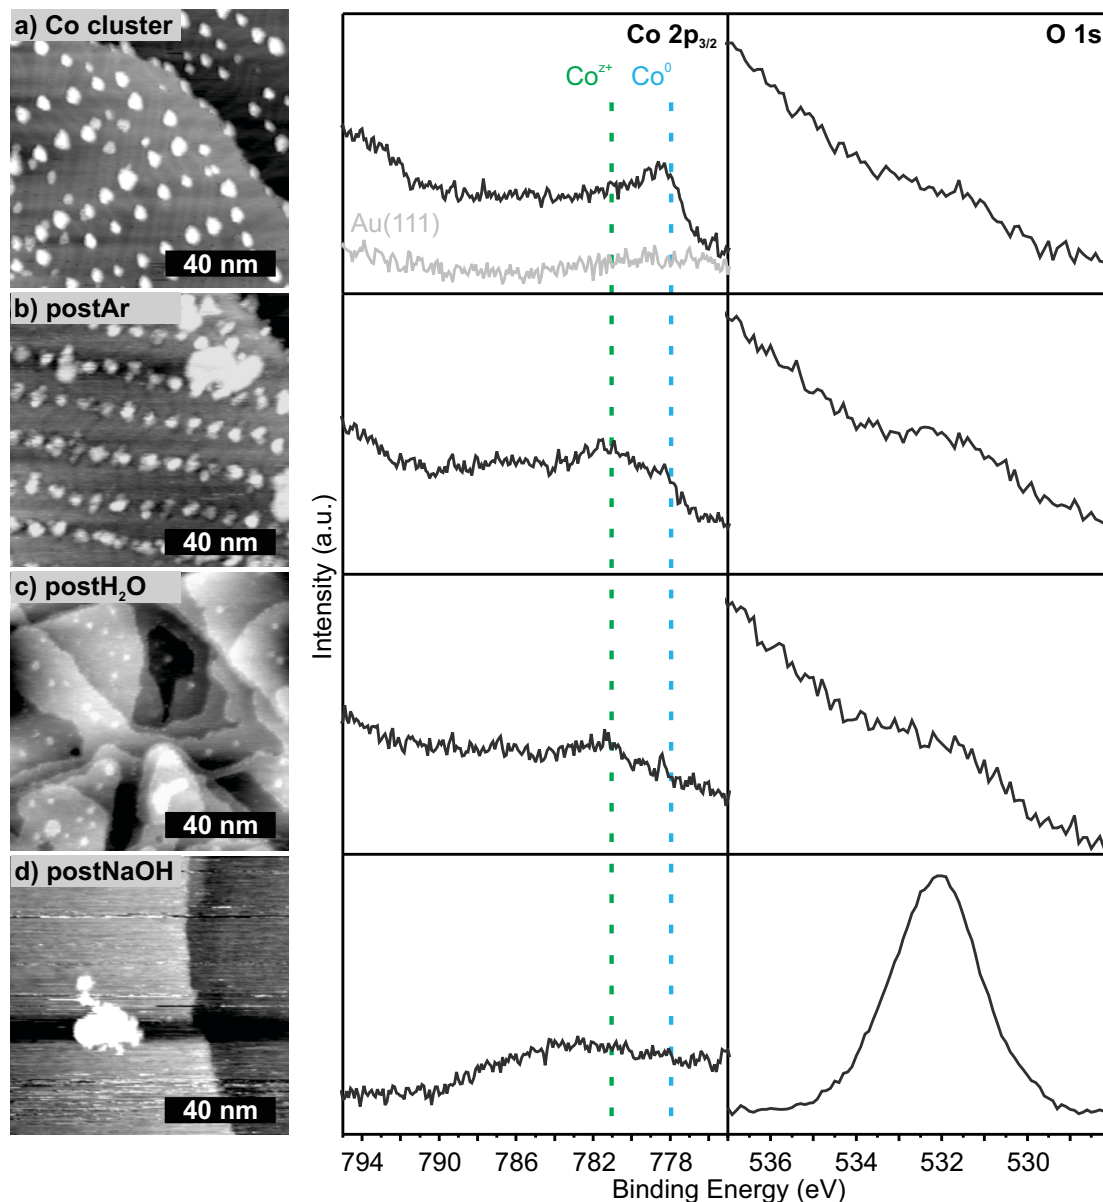 a) Co cluster
40 nm
b) postAr
40 nm
c) postH₂O
40 nm
d) postNaOH
40 nm
Intensity (a.u.)
Co 2p₃/₂
O 1s
Coᶻ⁺
Co⁰
Au(111)
794 790 786 782 778 536 534 532 530
Binding Energy (eV)